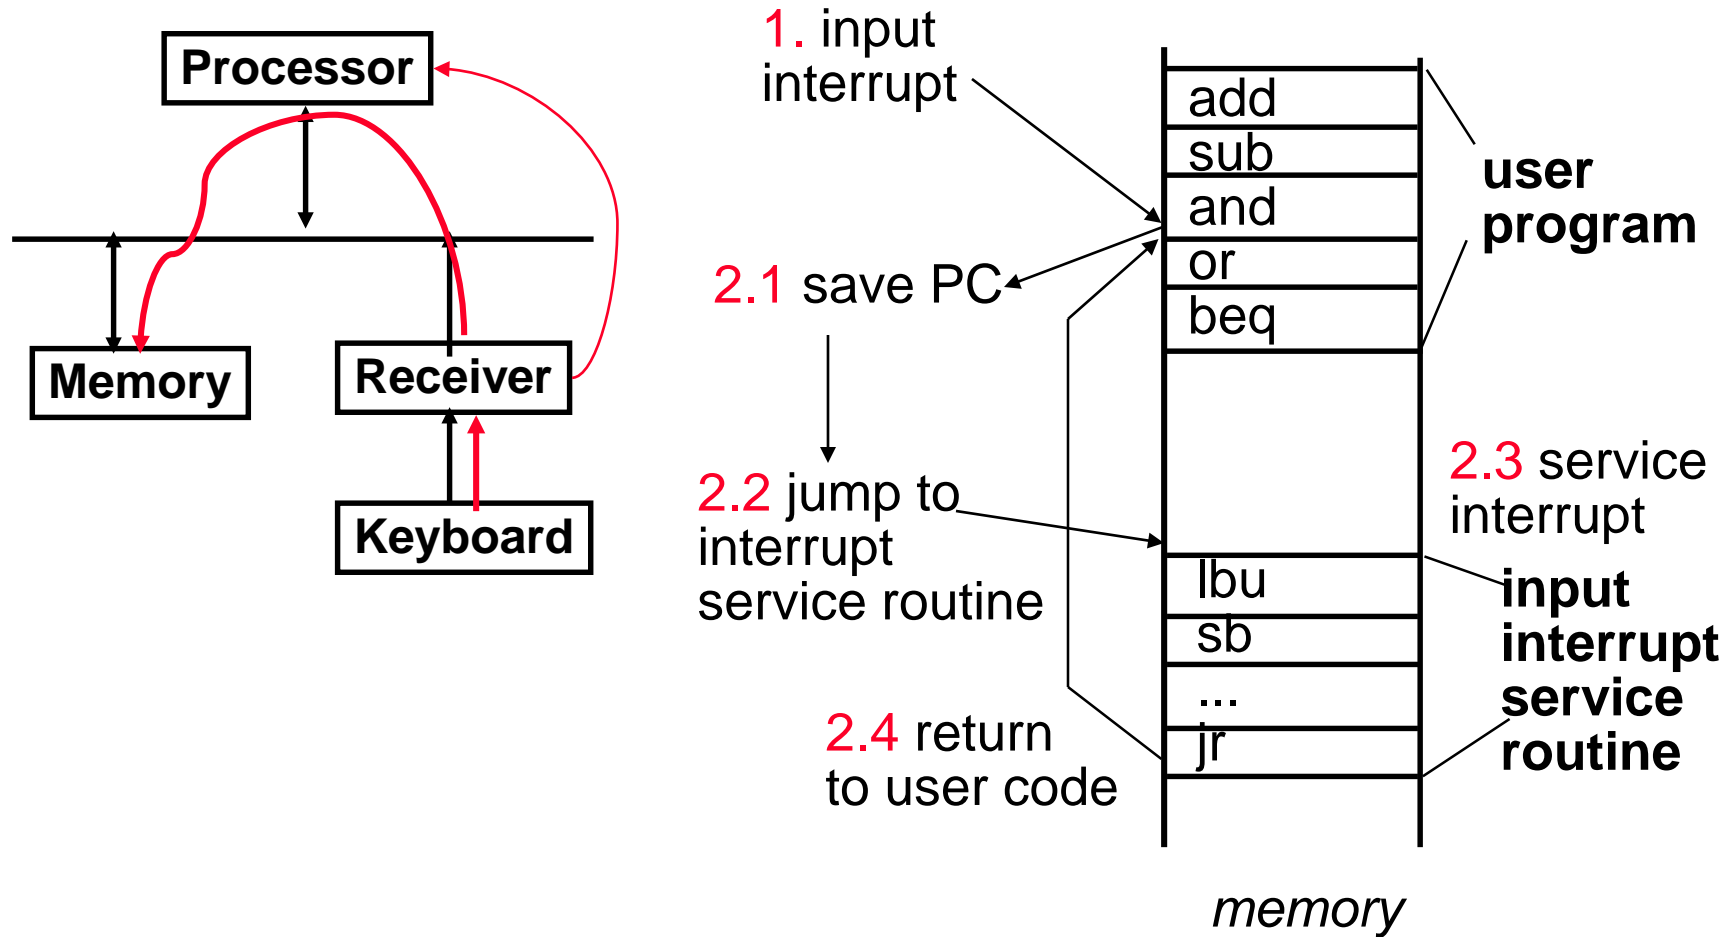 Processor
Memory
Receiver
Keyboard
1. input
interrupt
2.1 save PC
2.2 jump to
interrupt
service routine
2.4 return
to user code
add
sub
and
or
beq
lbu
sb
...
jr
user
program
2.3 service
interrupt
input
interrupt
service
routine
memory